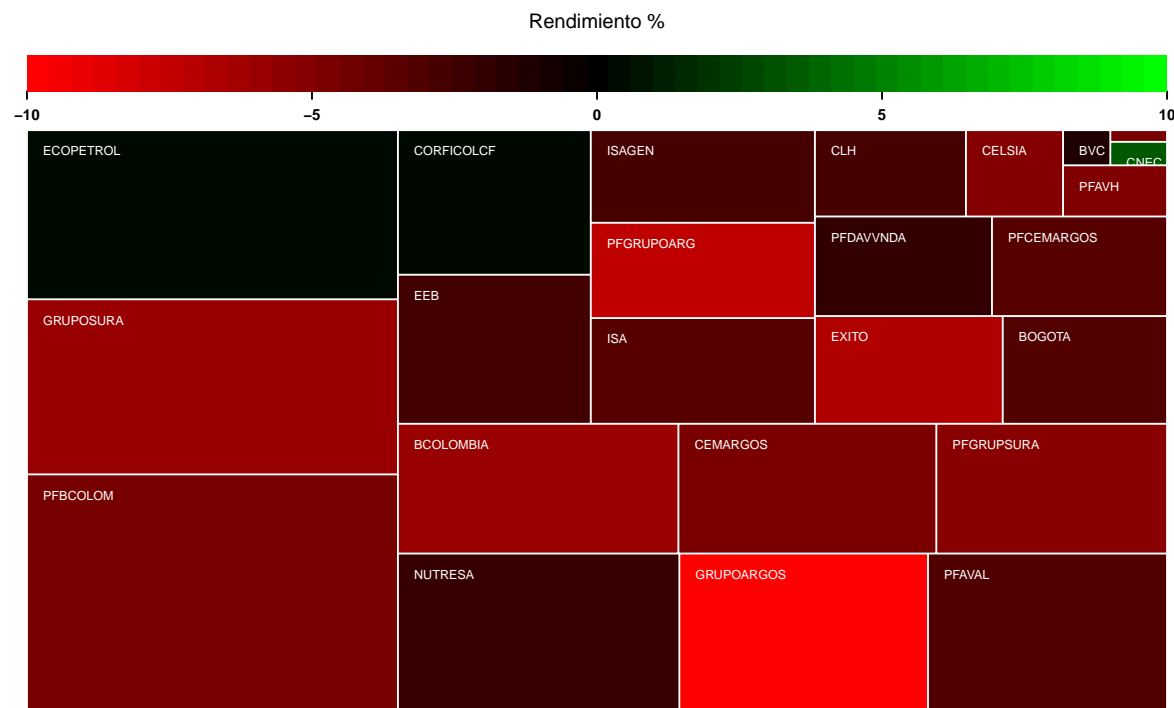 Rendimiento %
−10
−5
0
5
10
ECOPETROL
CORFICOLCF
ISAGEN
CLH
CELSIA
BVC
CNEC
PFAVH
PFGRUPOARG
PFDAVVNDA
PFCEMARGOS
EEB
GRUPOSURA
ISA
EXITO
BOGOTA
BCOLOMBIA
CEMARGOS
PFGRUPSURA
PFBCOLOM
NUTRESA
GRUPOARGOS
PFAVAL